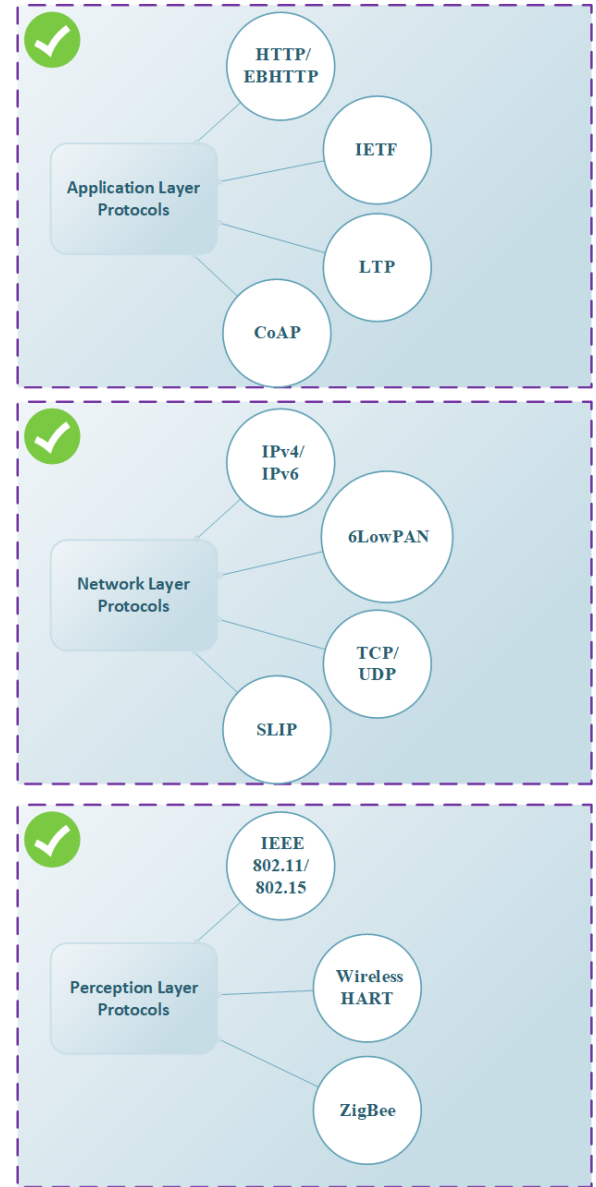 HTTP/
EBHTTP
IETF
Application Layer
Protocols
LTP
CoAP
IPv4/
IPv6
6LowPAN
Network Layer
Protocols
TCP/
UDP
SLIP
IEEE
802.11/
802.15
Wireless
HART
Perception Layer
Protocols
ZigBee